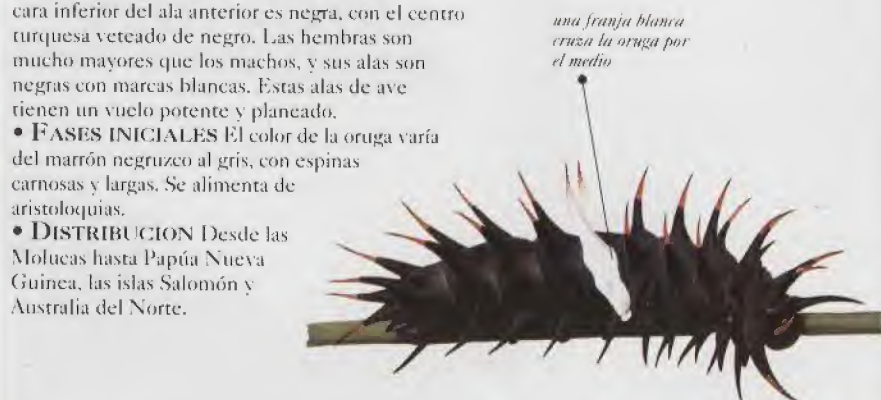 cara inferior del ala anterior es negra, con el centro
turquesa veteado de negro. Las hembras son
mucho mayores que los machos, y sus alas son
negras con marcas blancas. Estas alas de ave
tienen un vuelo potente y planeado.
• FASES INICIALES El color de la oruga varía
del marrón negruzco al gris, con espinas
carnosas y largas. Se alimenta de
aristoloquias.
• DISTRIBUCION Desde las
Molucas hasta Papúa Nueva
Guinea, las islas Salomón y
Australia del Norte.
una franja blanca
cruza la oruga por
el medio